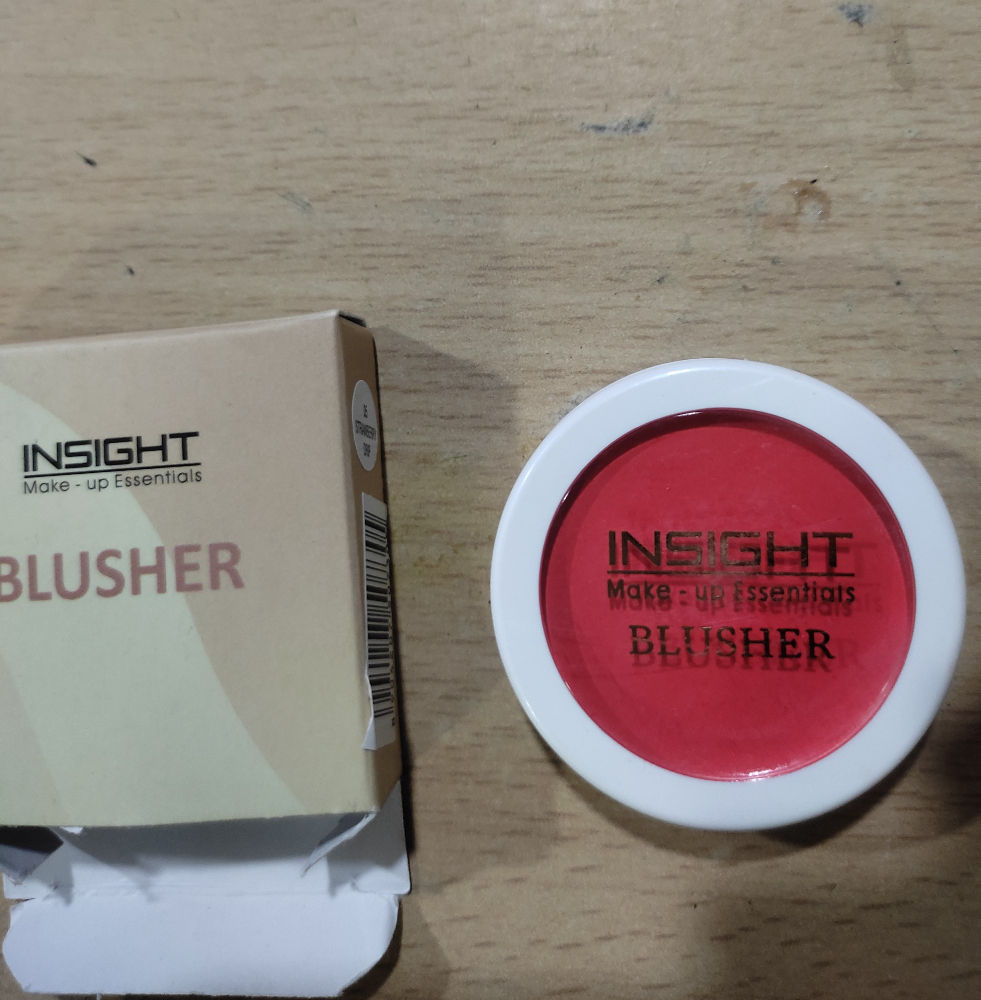 INSIGHT
Make - up Essentials
BLUSHER
INSIGHT
Make - up Essentials
BLUSHER